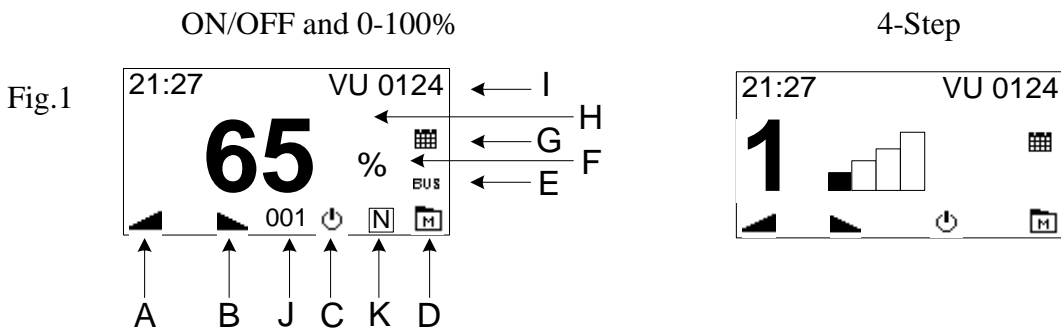 ON/OFF and 0-100%
4-Step
Fig.1
21:27 VU 0124
I
H
G
65 %
F
BUS
E
001 N M
A B J C K D
21:27 VU 0124
1
M